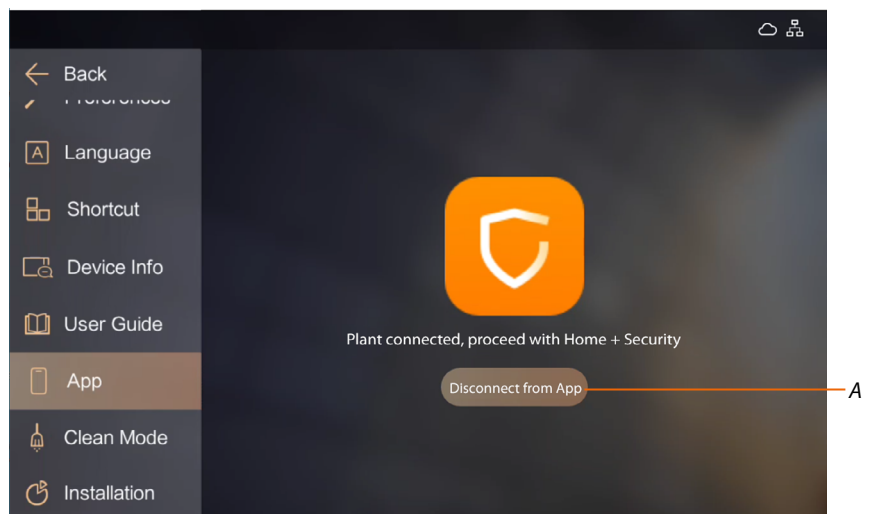 Back
Preferences
Language
Shortcut
Device Info
User Guide
App
Clean Mode
Installation
Plant connected, proceed with Home + Security
Disconnect from App
A